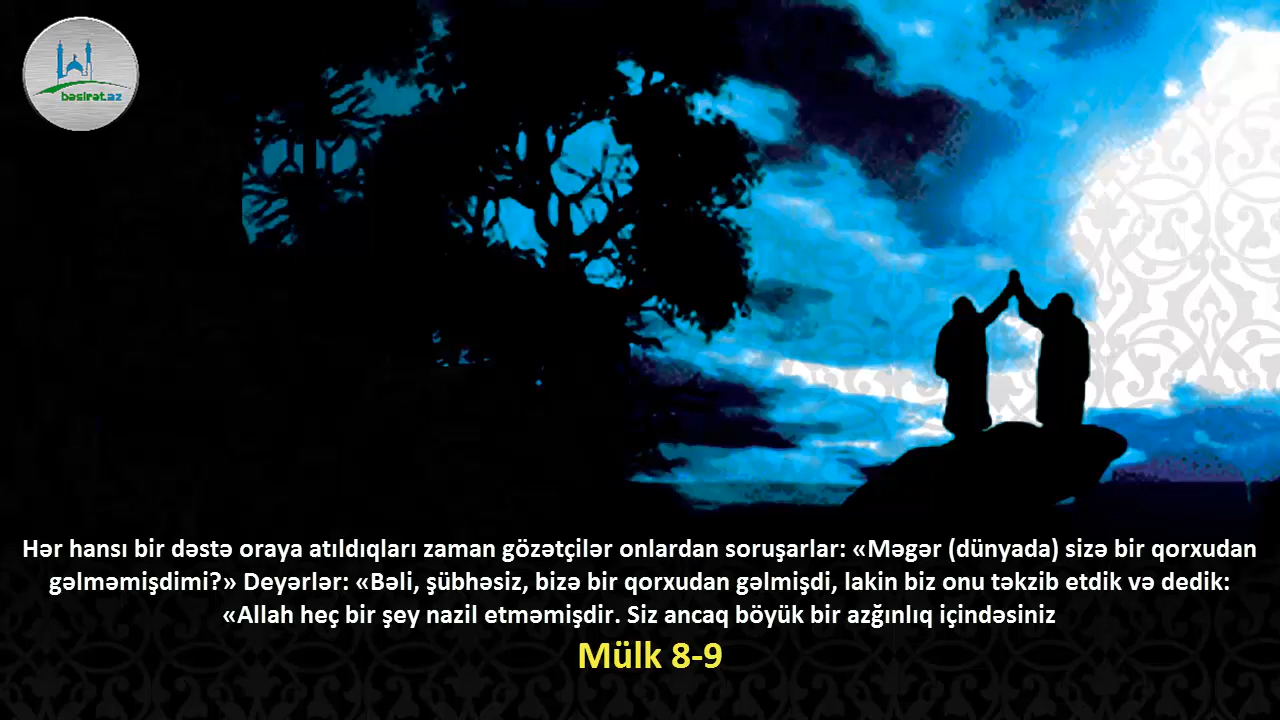 bəsirət.az
Hər hansı bir dəstə oraya atıldıqları zaman gözətçilər onlardan soruşarlar: «Məgər (dünyada) sizə bir qorxudan
gəlməmişdimi?» Deyərlər: «Bəli, şübhəsiz, bizə bir qorxudan gəlmişdi, lakin biz onu təkzib etdik və dedik:
«Allah heç bir şey nazil etməmişdir. Siz ancaq böyük bir azğınlıq içindəsiniz
Mülk 8-9